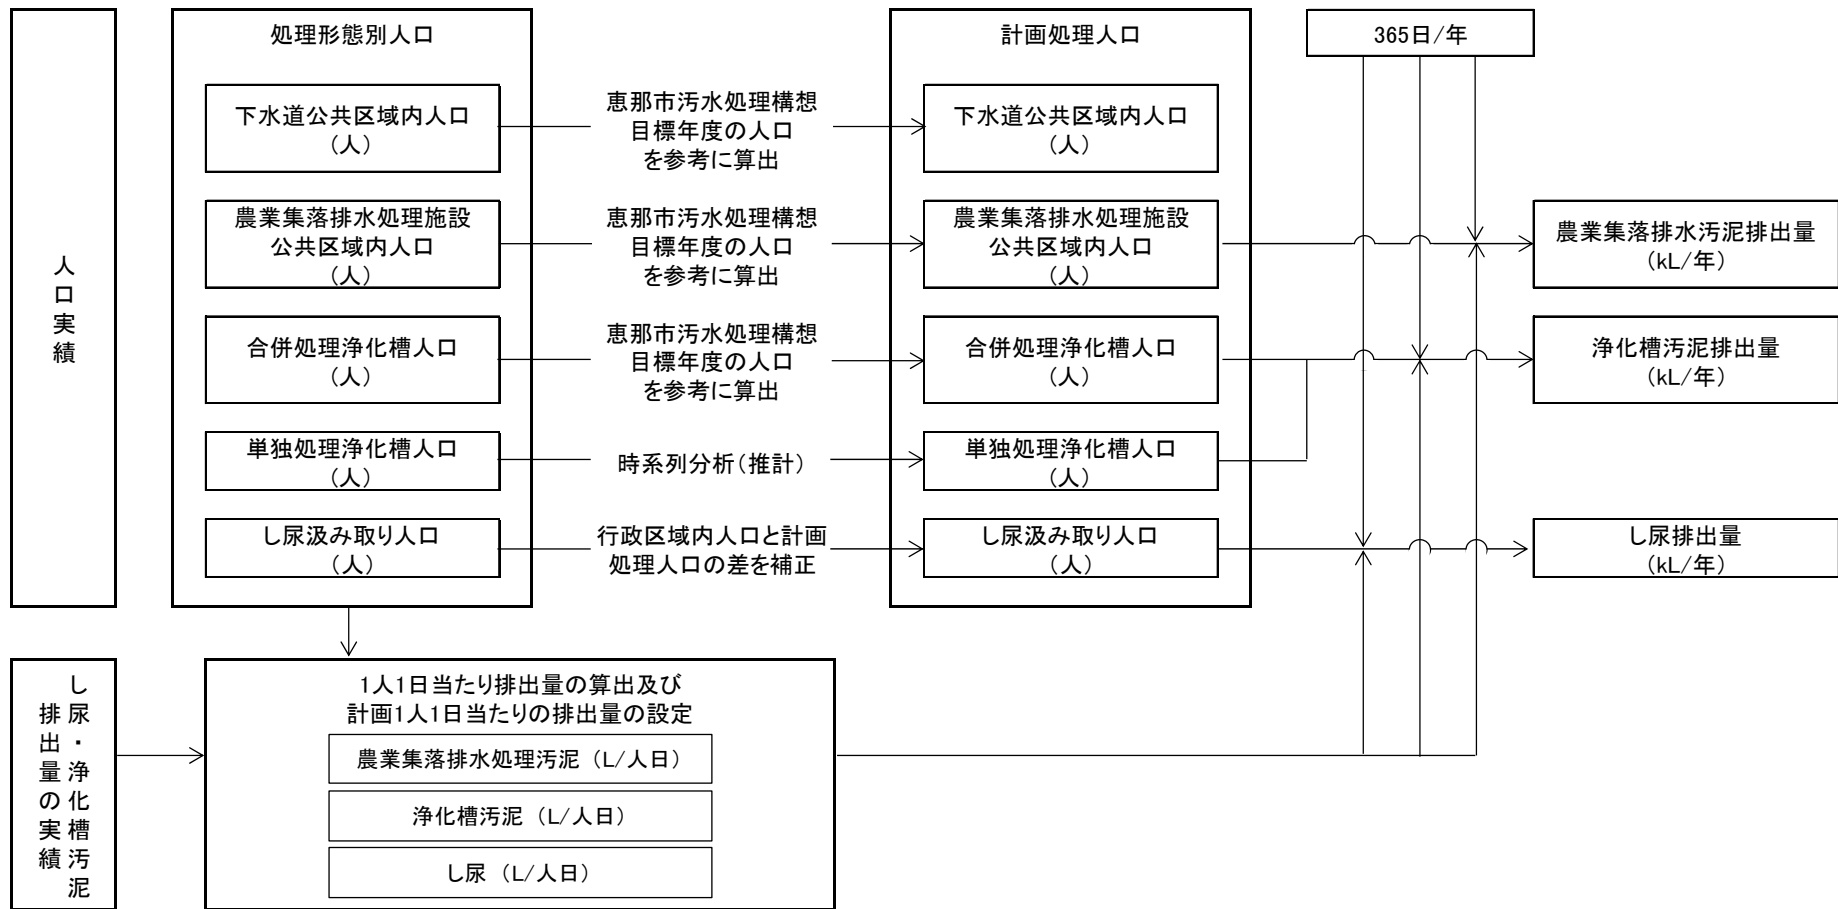 人口実績
処理形態別人口
計画処理人口
365日/年
下水道公共区域内人口
（人）
恵那市汚水処理構想
目標年度の人口
を参考に算出
下水道公共区域内人口
（人）
農業集落排水処理施設
公共区域内人口
（人）
恵那市汚水処理構想
目標年度の人口
を参考に算出
農業集落排水処理施設
公共区域内人口
（人）
農業集落排水汚泥排出量
（kL/年）
合併処理浄化槽人口
（人）
恵那市汚水処理構想
目標年度の人口
を参考に算出
合併処理浄化槽人口
（人）
浄化槽汚泥排出量
（kL/年）
単独処理浄化槽人口
（人）
時系列分析（推計）
単独処理浄化槽人口
（人）
し尿汲み取り人口
（人）
行政区域内人口と計画
処理人口の差を補正
し尿汲み取り人口
（人）
し尿排出量
（kL/年）
し尿・浄化槽汚泥
排出量の実績
1人1日当たり排出量の算出及び
計画1人1日当たりの排出量の設定
農業集落排水処理汚泥（L/人日）
浄化槽汚泥（L/人日）
し尿（L/人日）